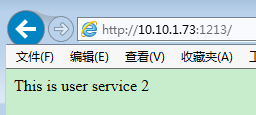 http://10.10.1.73:1213/
文件(F) 编辑(E) 查看(V) 收藏夹(A)
This is user service 2